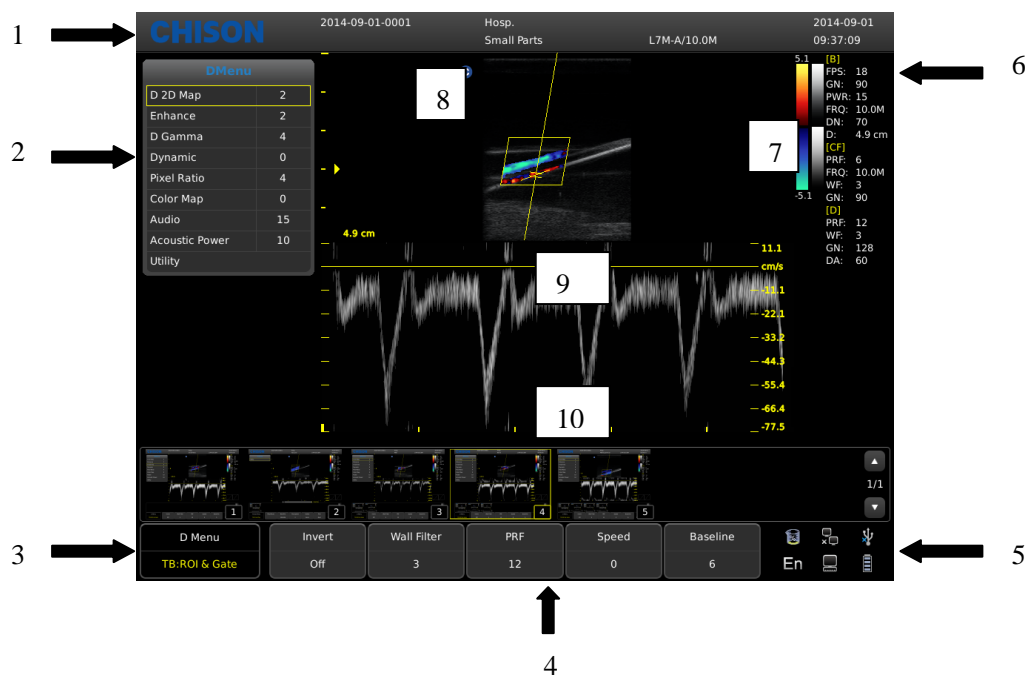 CHISON
2014-09-01-0001
Hosp.
Small Parts
L7M-A/10.0M
2014-09-01
09:37:09
1
DMenu
D 2D Map 2
Enhance 2
D Gamma 4
Dynamic 0
Pixel Ratio 4
Color Map 0
Audio 15
Acoustic Power 10
Utility
2
8
4.9 cm
7
5.1
-5.1
[B]
FPS: 18
GN: 90
PWR: 15
FRQ: 10.0M
DN: 70
D: 4.9 cm
[CF]
PRF: 6
FRQ: 10.0M
WF: 3
GN: 90
[D]
PRF: 12
WF: 3
GN: 128
DA: 60
6
9
10
11.1
cm/s
-11.1
-22.1
-33.2
-44.3
-55.4
-66.4
-77.5
1
2
3
4
5
1/1
3
D Menu
TB:ROI & Gate
Invert
Off
Wall Filter
3
PRF
12
Speed
0
Baseline
6
En
5
4